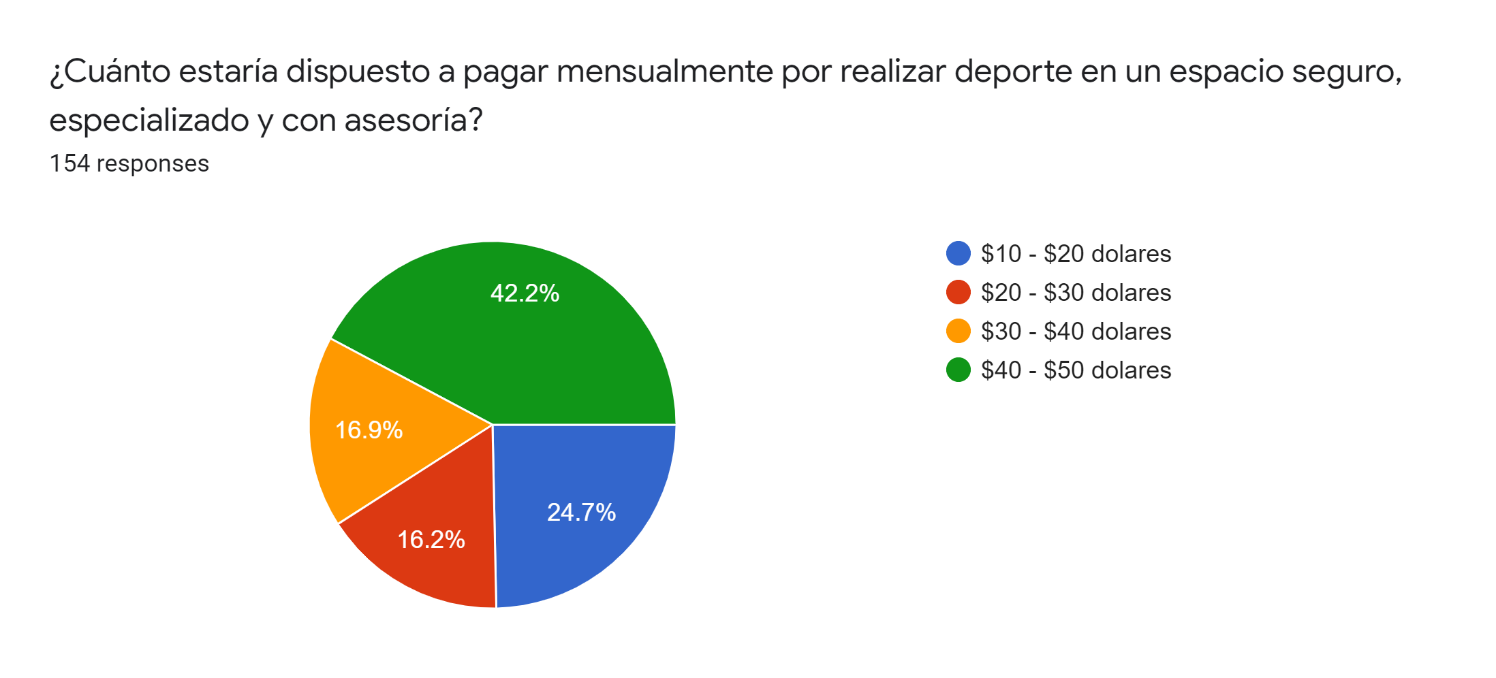 ¿Cuánto estaría dispuesto a pagar mensualmente por realizar deporte en un espacio seguro,
especializado y con asesoría?
154 responses
42.2%
16.9%
16.2%
24.7%
$10 - $20 dolares
$20 - $30 dolares
$30 - $40 dolares
$40 - $50 dolares